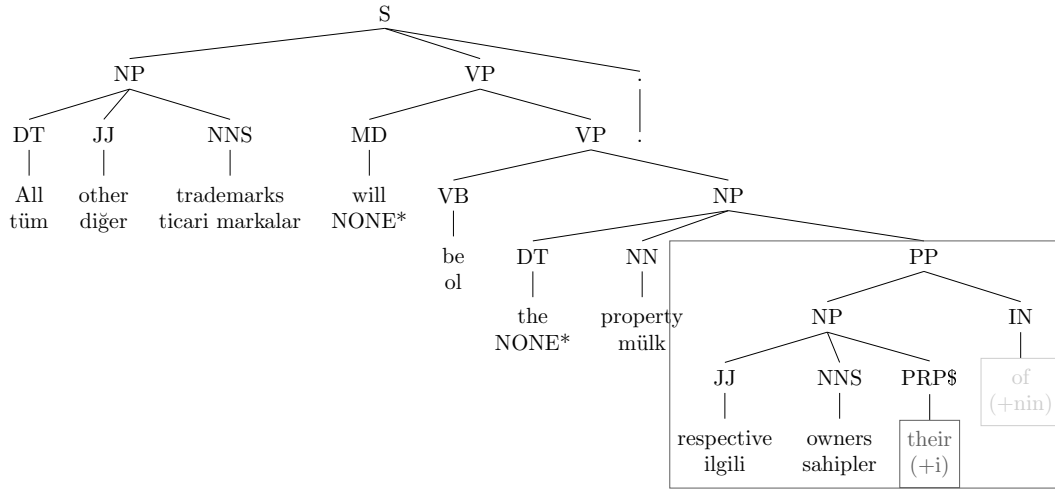 S
NP VP .
DT JJ NNS MD VP .
All other trademarks will VB NP
tüm diğer ticari markalar NONE*
be DT NN PP
ol
the property NP IN
NONE* mülk
JJ NNS PRP$ of
(+nin)
respective owners their
ilgili sahipler (+i)